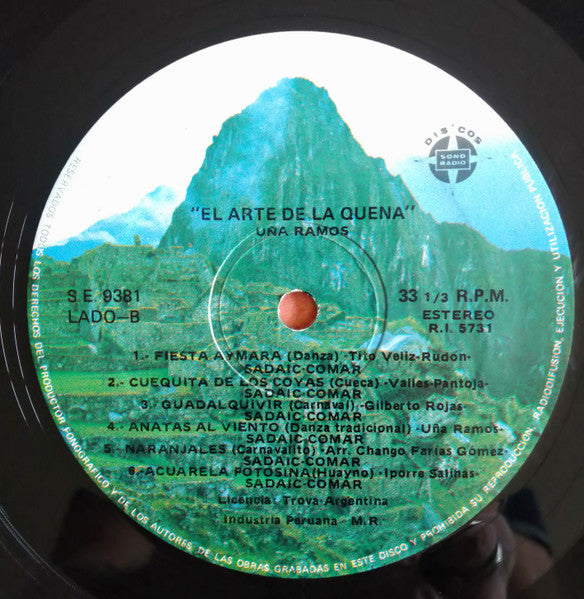 DIS'COS
SONO
RADIO
"EL ARTE DE LA QUENA"
UÑA RAMOS
S.E. 9381
LADO-B
33 1/3 R.P.M.
ESTEREO
R.I. 5731
1.- FIESTA AYMARA (Danza) -Tito Veliz-Rudon-
SADAIC-COMAR
2.- CUEQUITA DE LOS COYAS (Cueca) -Valles-Pantoja-
SADAIC-COMAR
3.- GUADALQUIVIR (Carnaval) -Gilberto Rojas-
SADAIC-COMAR
4.- ANATAS AL VIENTO (Danza tradicional) -Uña Ramos-
SADAIC-COMAR
5.- NARANJALES (Carnavalito) -Arr. Chango Farías Gómez-
SADAIC-COMAR
6.- ACUARELA POTOSINA (Huayno) -Iporre Salinas-
SADAIC-COMAR
Licencia: Trova-Argentina
Industria Peruana - M.R.
RESERVADOS TODOS LOS DERECHOS DEL PRODUCTOR FONOGRAFICO Y DE LOS AUTORES DE LAS OBRAS GRABADAS EN ESTE DISCO Y PROHIBIDA SU REPRODUCCION, RADIODIFUSION, EJECUCION Y UTILIZACION PUBLICA